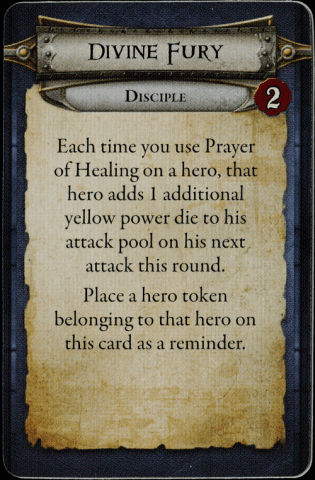 Divine Fury
Disciple
2
Each time you use Prayer
of Healing on a hero, that
hero adds 1 additional
yellow power die to his
attack pool on his next
attack this round.
Place a hero token
belonging to that hero on
this card as a reminder.